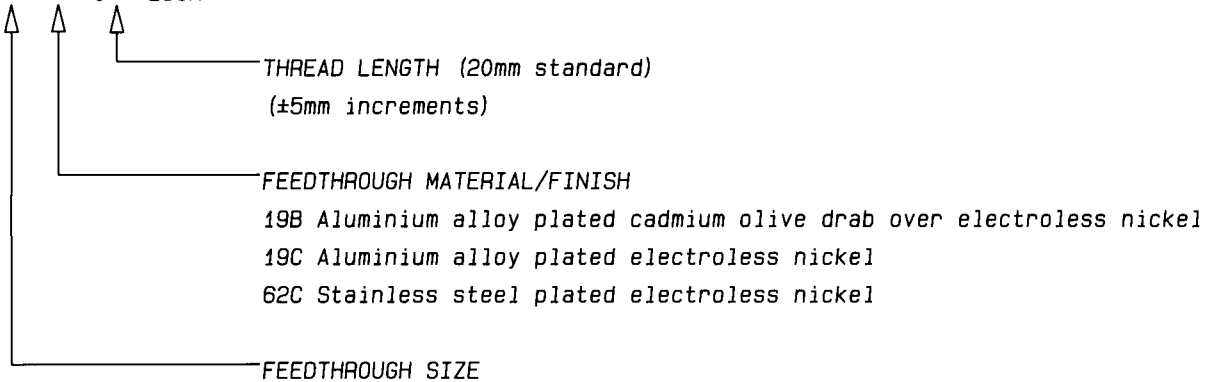 THREAD LENGTH (20mm standard)
(±5mm increments)
FEEDTHROUGH MATERIAL/FINISH
19B Aluminium alloy plated cadmium olive drab over electroless nickel
19C Aluminium alloy plated electroless nickel
62C Stainless steel plated electroless nickel
FEEDTHROUGH SIZE